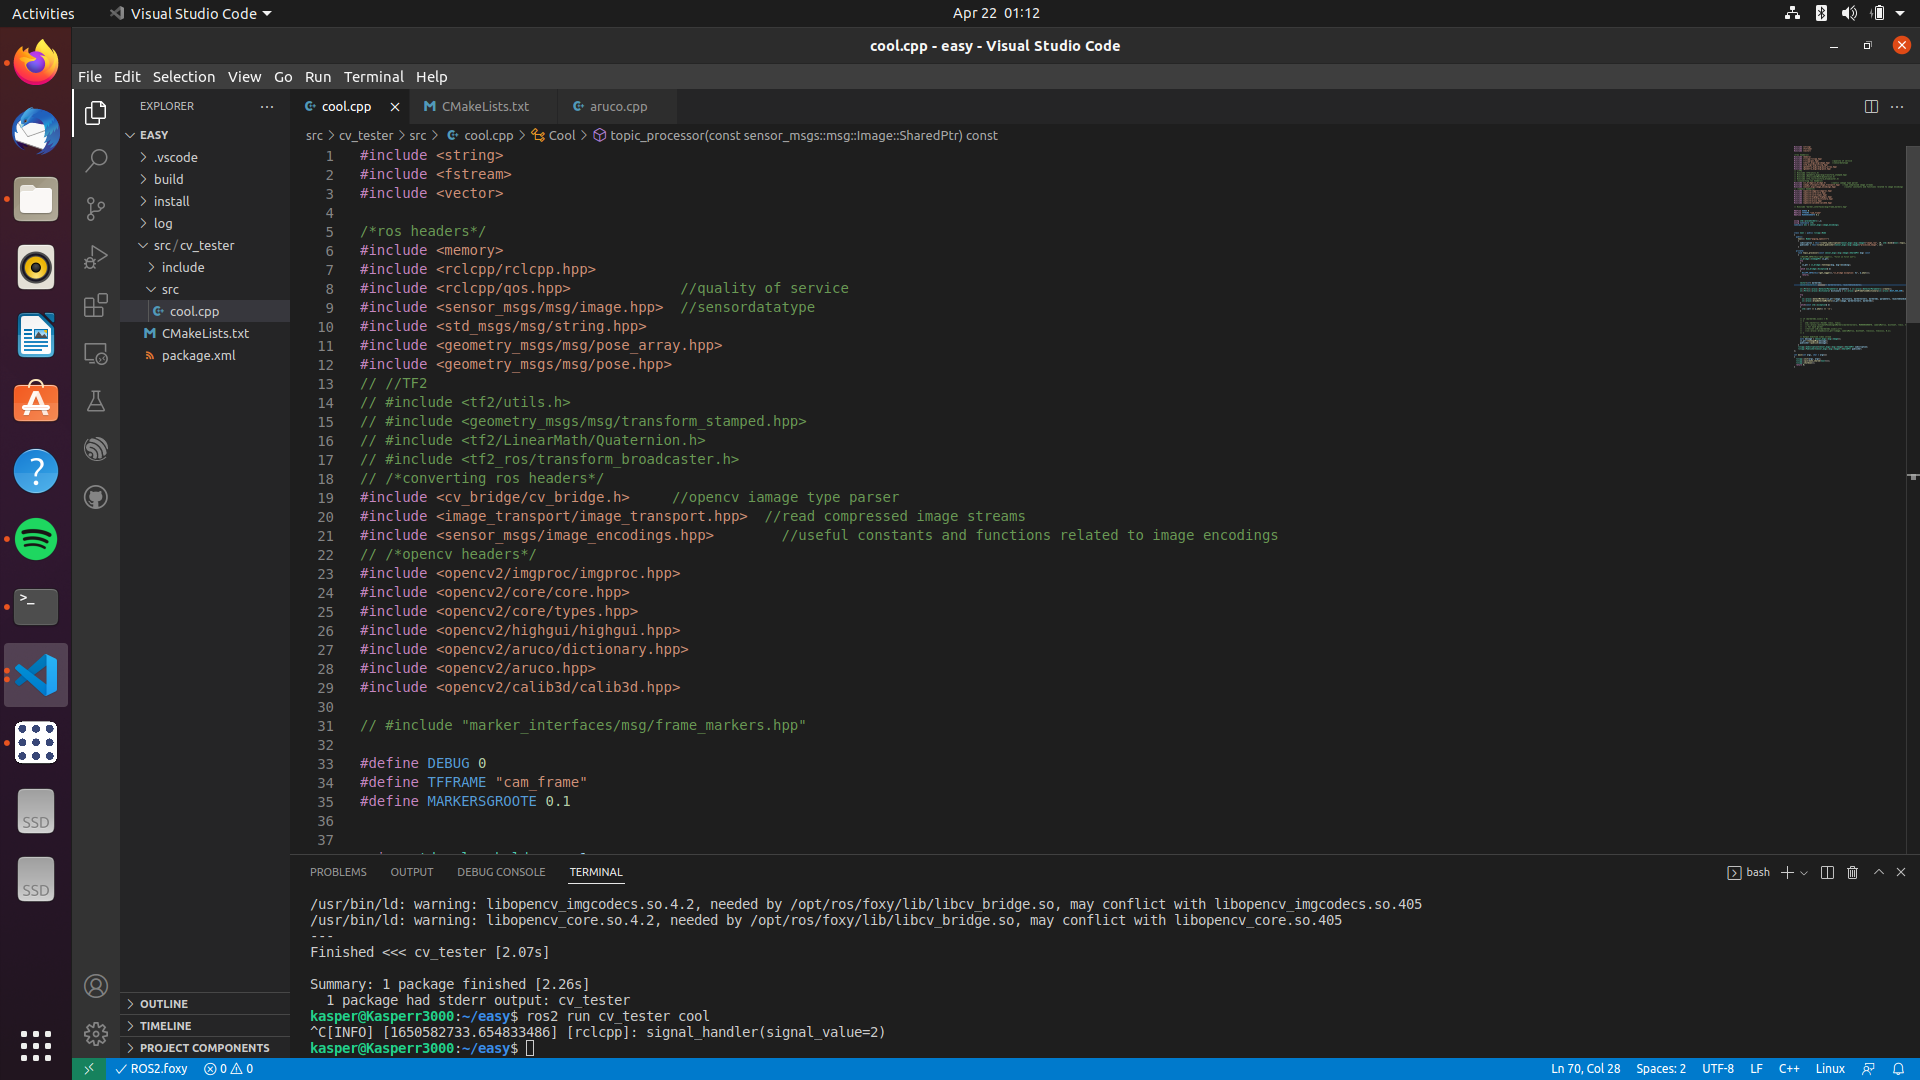 Activities Visual Studio Code Apr 22 01:12
cool.cpp - easy - Visual Studio Code
File Edit Selection View Go Run Terminal Help
EXPLORER
cool.cpp CMakeLists.txt aruco.cpp
src > cv_tester > src > cool.cpp > Cool > topic_processor(const sensor_msgs::msg::Image::SharedPtr) const
EASY
.vscode
build
install
log
src/cv_tester
include
src
cool.cpp
CMakeLists.txt
package.xml
OUTLINE
TIMELINE
PROJECT COMPONENTS
SSD
SSD
1 #include <string>
2 #include <fstream>
3 #include <vector>
4
5 /*ros headers*/
6 #include <memory>
7 #include <rclcpp/rclcpp.hpp>
8 #include <rclcpp/qos.hpp> //quality of service
9 #include <sensor_msgs/msg/image.hpp> //sensordatatype
10 #include <std_msgs/msg/string.hpp>
11 #include <geometry_msgs/msg/pose_array.hpp>
12 #include <geometry_msgs/msg/pose.hpp>
13 // //TF2
14 // #include <tf2/utils.h>
15 // #include <geometry_msgs/msg/transform_stamped.hpp>
16 // #include <tf2/LinearMath/Quaternion.h>
17 // #include <tf2_ros/transform_broadcaster.h>
18 // /*converting ros headers*/
19 #include <cv_bridge/cv_bridge.h> //opencv iamage type parser
20 #include <image_transport/image_transport.hpp> //read compressed image streams
21 #include <sensor_msgs/image_encodings.hpp> //useful constants and functions related to image encodings
22 // /*opencv headers*/
23 #include <opencv2/imgproc/imgproc.hpp>
24 #include <opencv2/core/core.hpp>
25 #include <opencv2/core/types.hpp>
26 #include <opencv2/highgui/highgui.hpp>
27 #include <opencv2/aruco/dictionary.hpp>
28 #include <opencv2/aruco.hpp>
29 #include <opencv2/calib3d/calib3d.hpp>
30
31 // #include "marker_interfaces/msg/frame_markers.hpp"
32
33 #define DEBUG 0
34 #define TFFRAME "cam_frame"
35 #define MARKERSGROOTE 0.1
36
37
PROBLEMS OUTPUT DEBUG CONSOLE TERMINAL bash
/usr/bin/ld: warning: libopencv_imgcodecs.so.4.2, needed by /opt/ros/foxy/lib/libcv_bridge.so, may conflict with libopencv_imgcodecs.so.405
/usr/bin/ld: warning: libopencv_core.so.4.2, needed by /opt/ros/foxy/lib/libcv_bridge.so, may conflict with libopencv_core.so.405
---
Finished <<< cv_tester [2.07s]
Summary: 1 package finished [2.26s]
1 package had stderr output: cv_tester
kasper@Kasperr3000:~/easy$ ros2 run cv_tester cool
^C[INFO] [1650582733.654833486] [rclcpp]: signal_handler(signal_value=2)
kasper@Kasperr3000:~/easy$
ROS2.foxy 0 0 Ln 70, Col 28 Spaces: 2 UTF-8 LF C++ Linux